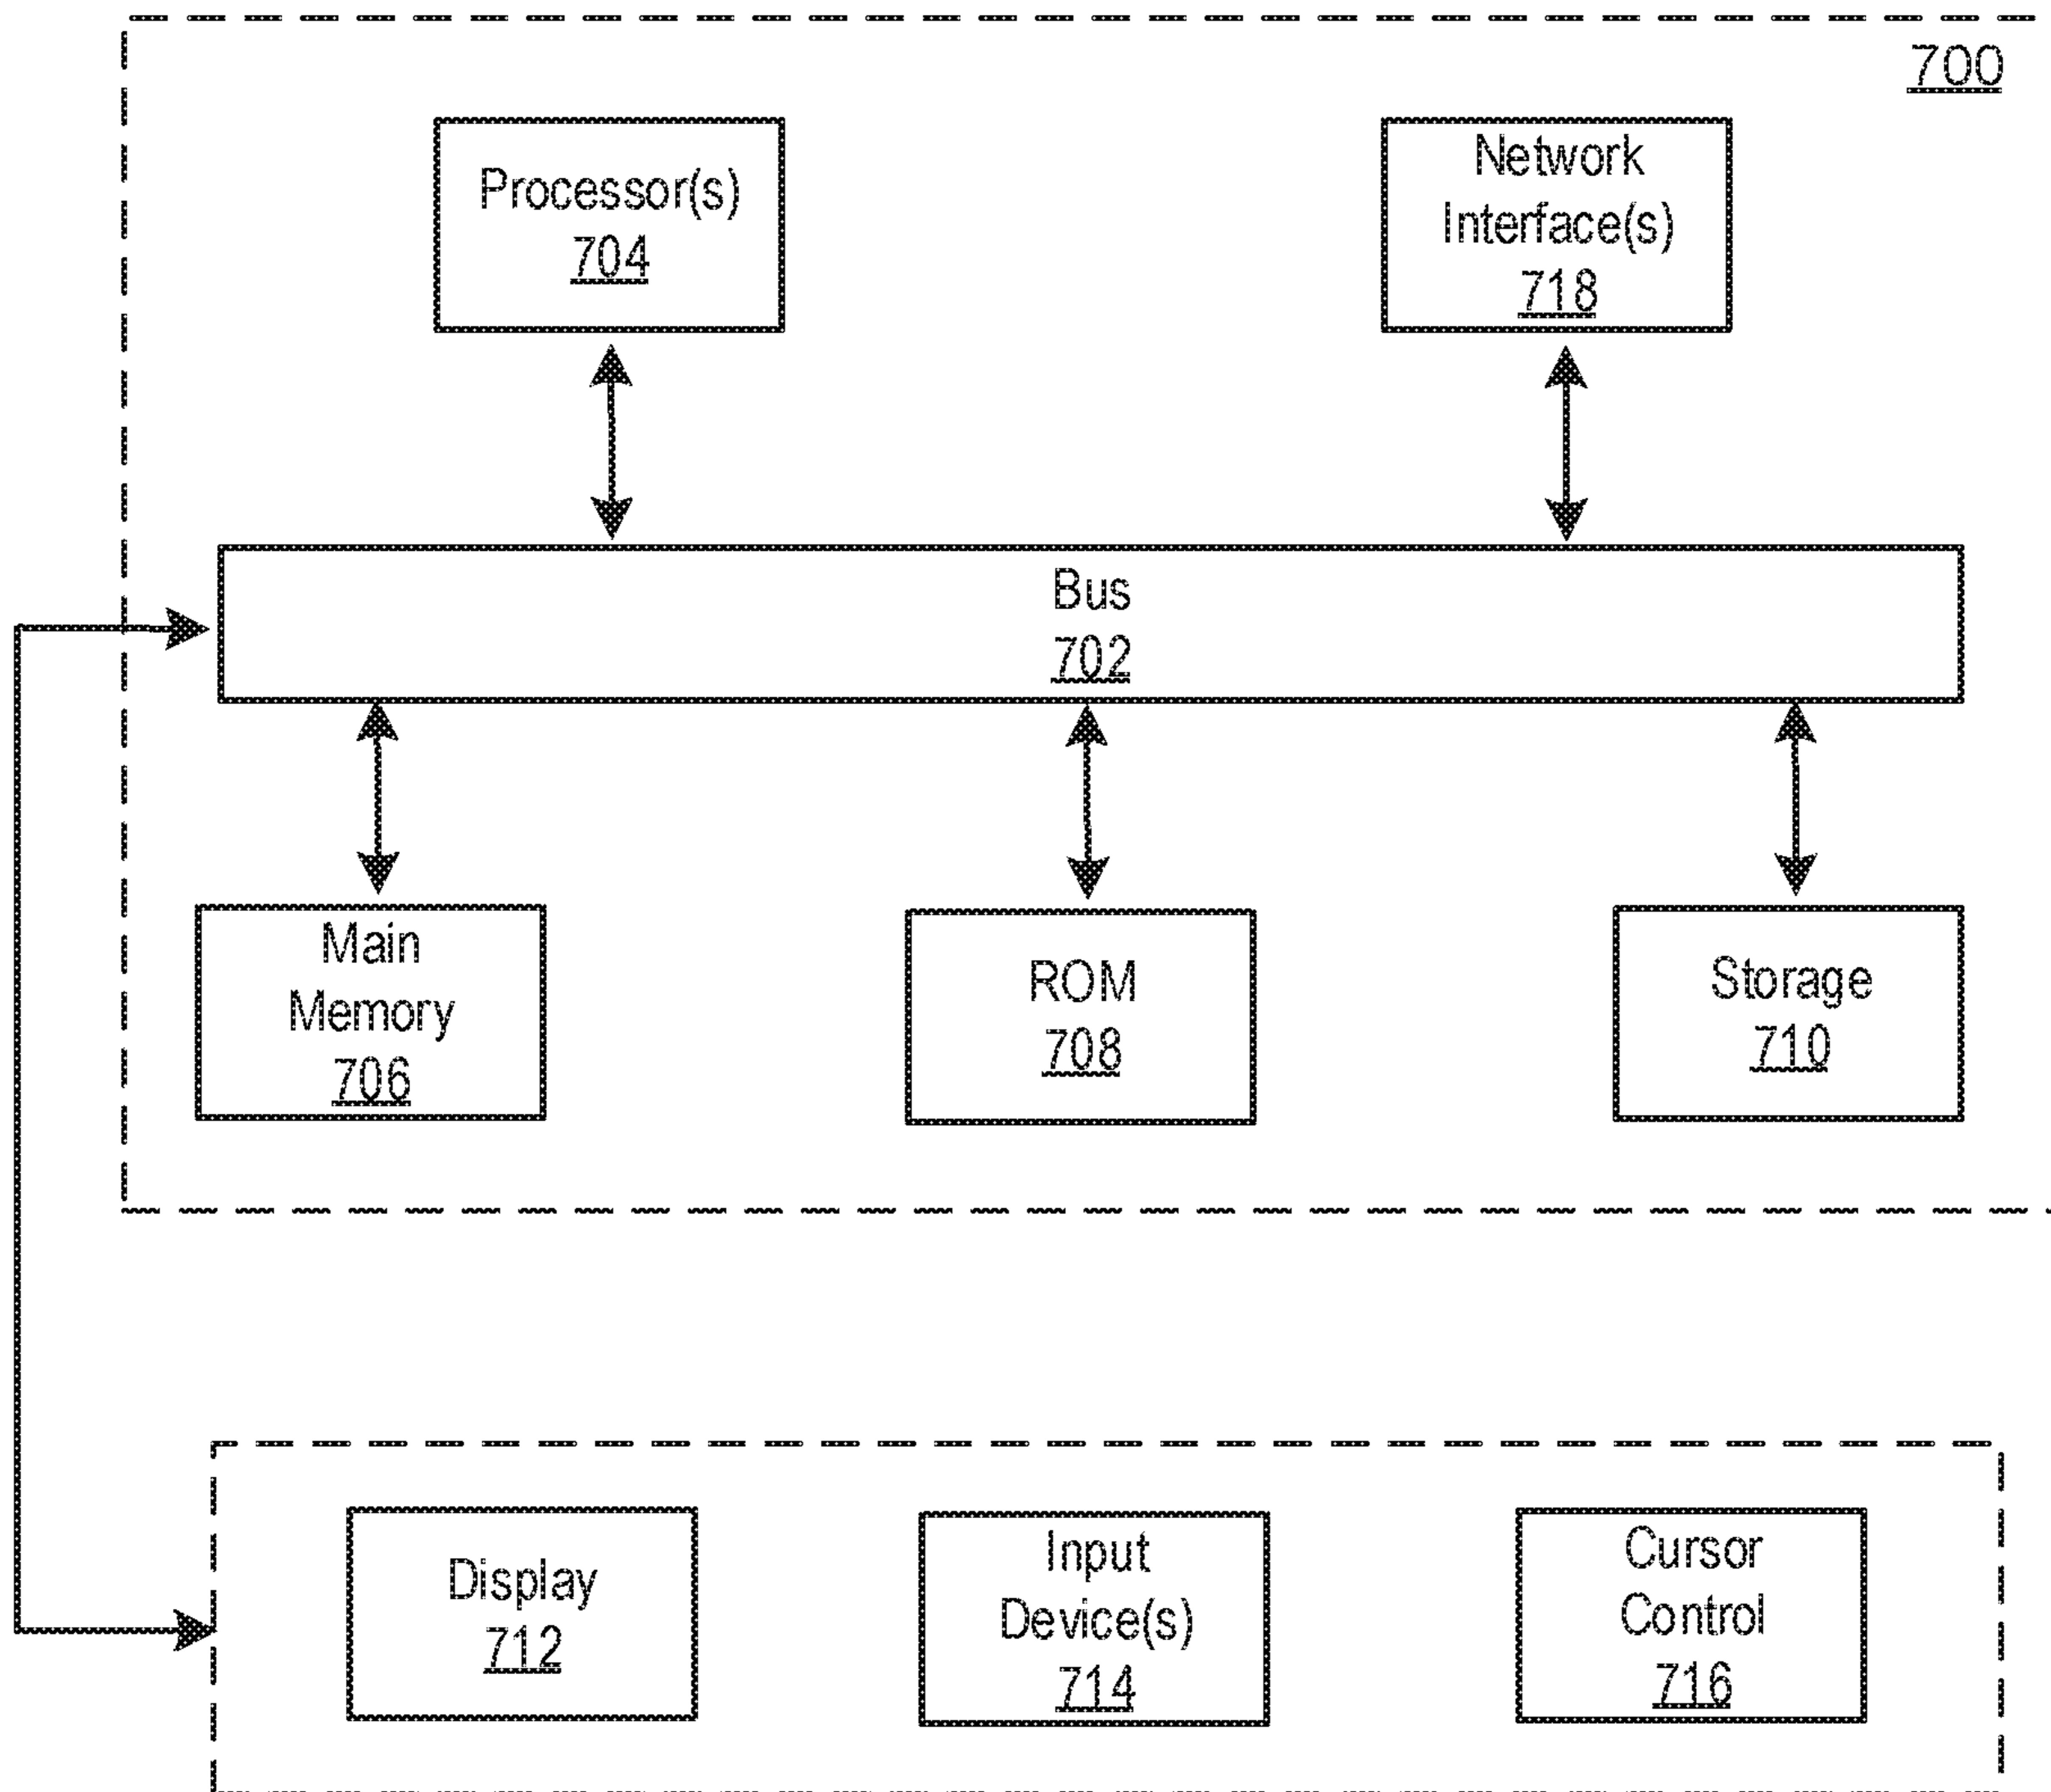 700
Processor(s)
704
Network
Interface(s)
718
Bus
702
Main
Memory
706
ROM
708
Storage
710
Display
712
Input
Device(s)
714
Cursor
Control
716